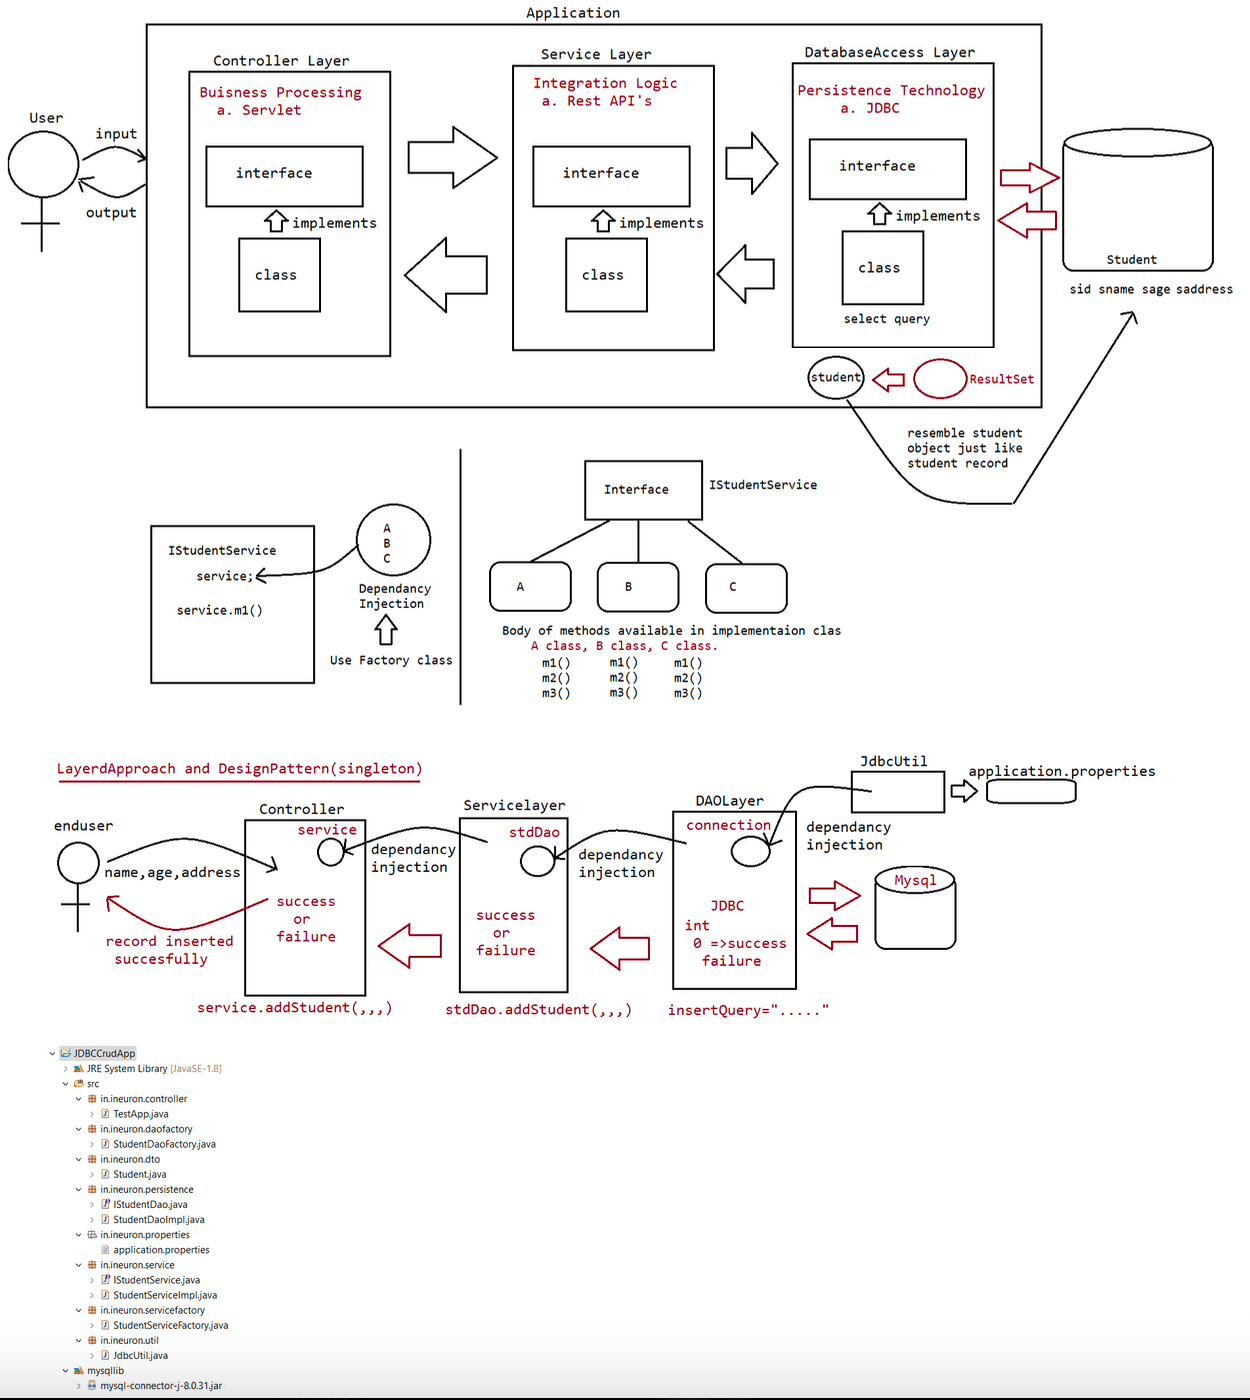 Application
Controller Layer
Service Layer
DatabaseAccess Layer
Buisness Processing
a. Servlet
Integration Logic
a. Rest API's
Persistence Technology
a. JDBC
User
input
output
interface
implements
class
interface
implements
class
interface
implements
class
select query
Student
sid sname sage saddress
student
ResultSet
resemble student
object just like
student record
IStudentService
service;
service.m1()
A
B
C
Dependancy
Injection
Use Factory class
Interface
IStudentService
A
B
C
Body of methods available in implementaion clas
A class, B class, C class.
m1() m1() m1()
m2() m2() m2()
m3() m3() m3()
LayerdApproach and DesignPattern(singleton)
JdbcUtil
application.properties
enduser
Controller
Servicelayer
DAOLayer
service
stdDao
connection
dependancy
injection
dependancy
injection
dependancy
injection
name,age,address
record inserted
succesfully
success
or
failure
success
or
failure
JDBC
int
0 =>success
failure
Mysql
service.addStudent(,,,)
stdDao.addStudent(,,,)
insertQuery="....."
JDBCCrudApp
JRE System Library [JavaSE-1.8]
src
in.ineuron.controller
TestApp.java
in.ineuron.daofactory
StudentDaoFactory.java
in.ineuron.dto
Student.java
in.ineuron.persistence
IStudentDao.java
StudentDaoImpl.java
in.ineuron.properties
application.properties
in.ineuron.service
IStudentService.java
StudentServiceImpl.java
in.ineuron.servicefactory
StudentServiceFactory.java
in.ineuron.util
JdbcUtil.java
mysqllib
mysql-connector-j-8.0.31.jar